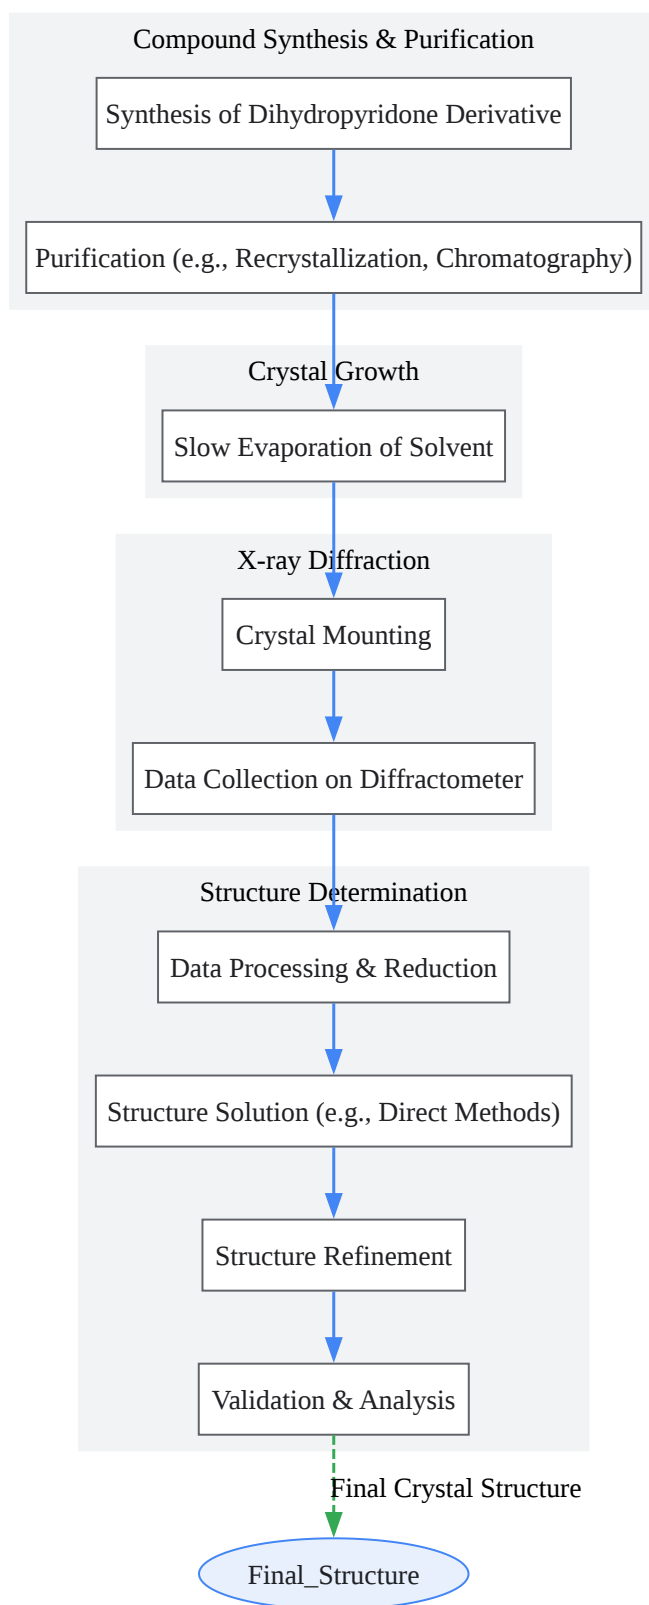 Compound Synthesis & Purification
Synthesis of Dihydropyridone Derivative
Purification (e.g., Recrystallization, Chromatography)
Crystal Growth
Slow Evaporation of Solvent
X-ray Diffraction
Crystal Mounting
Data Collection on Diffractometer
Structure Determination
Data Processing & Reduction
Structure Solution (e.g., Direct Methods)
Structure Refinement
Validation & Analysis
Final Crystal Structure
Final_Structure